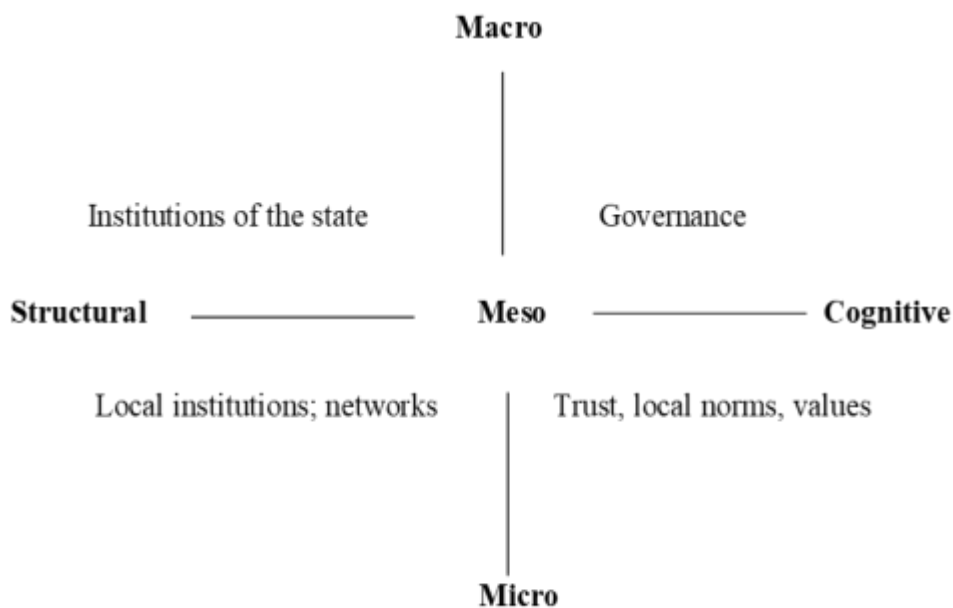 Macro
Institutions of the state Governance
Structural Meso Cognitive
Local institutions; networks Trust, local norms, values
Micro